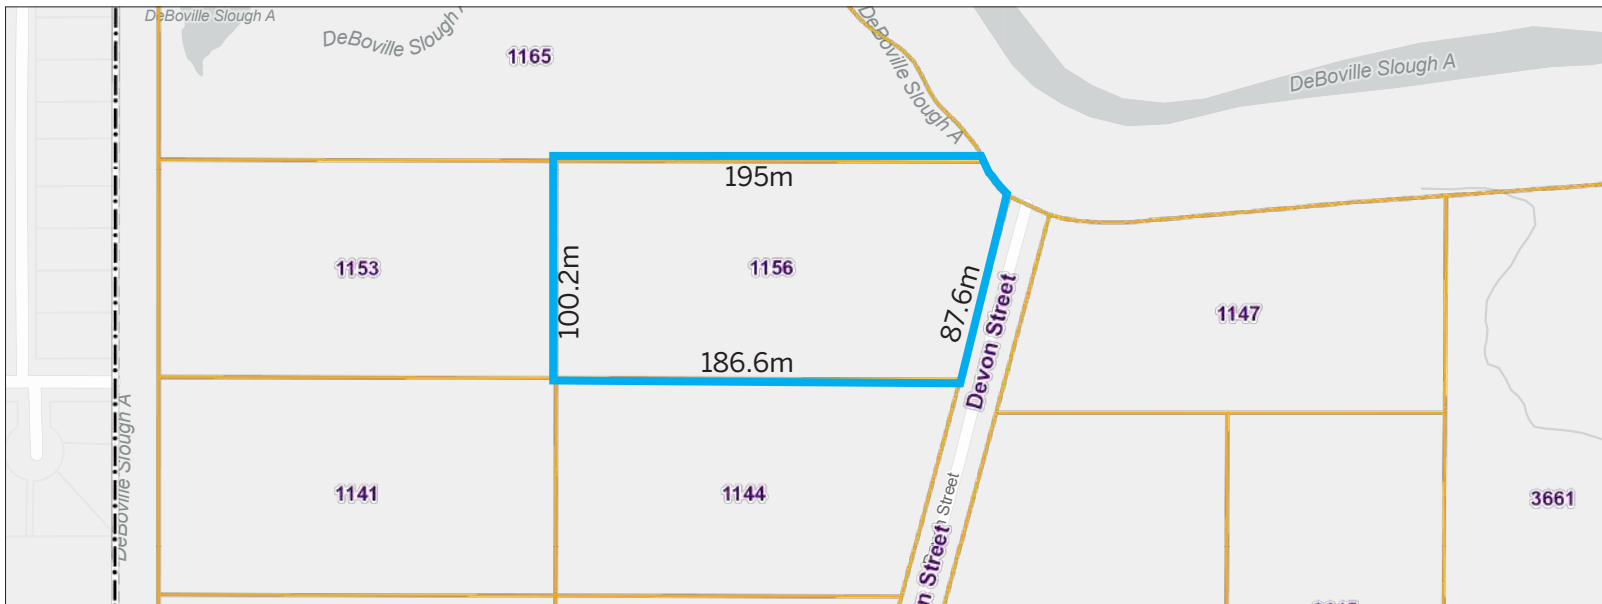 DeBoville Slough A
DeBoville Slough
1165
DeBoville Slough A
DeBoville Slough A
195m
1153
1156
100.2m
87.6m
Devon Street
1147
186.6m
DeBoville Slough A
1141
1144
3661
n Street
n Street